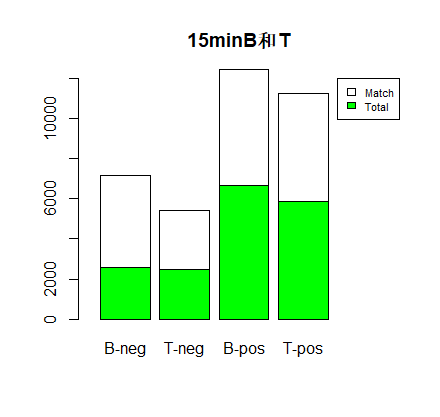 15minB和T
Match
Total
10000
6000
2000
0
B-neg T-neg B-pos T-pos